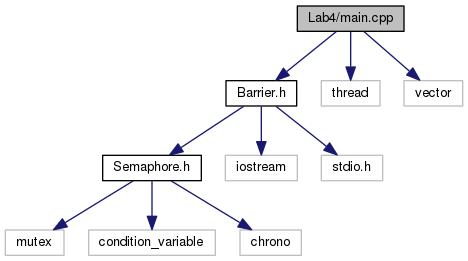 Lab4/main.cpp
Barrier.h
thread
vector
Semaphore.h
iostream
stdio.h
mutex
condition_variable
chrono